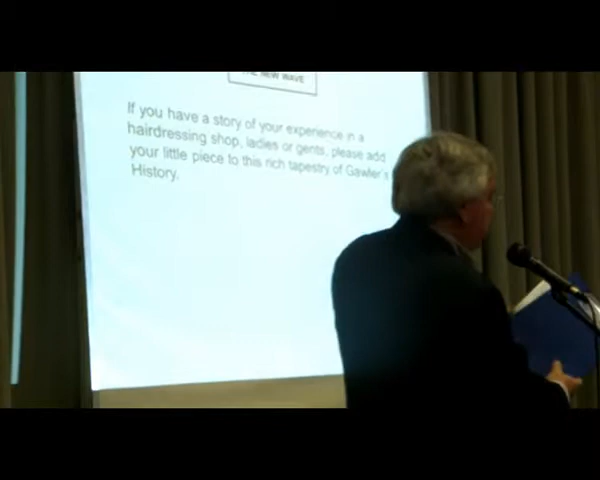 THE NEW WAVE
If you have a story of your experience in a
hairdressing shop, ladies or gents, please add
your little piece to this rich tapestry of Gawler's
History.